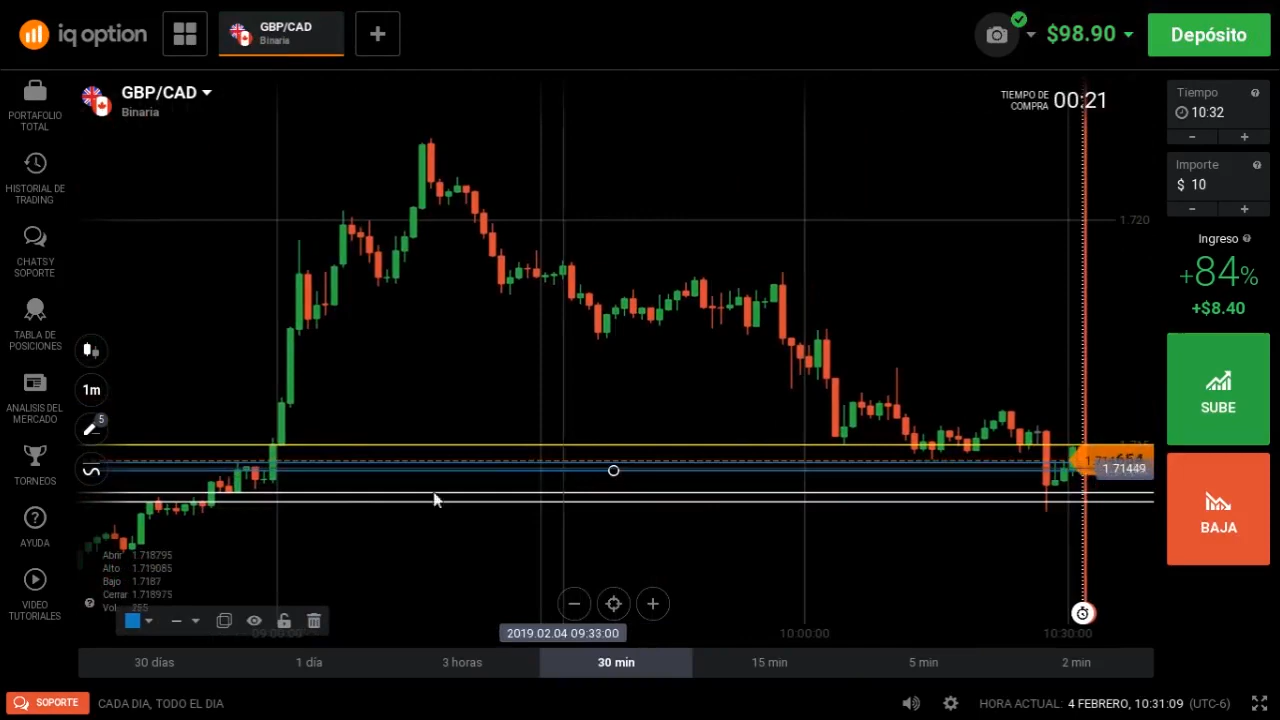 iq option
GBP/CAD
Binaria
$98.90
Depósito
GBP/CAD
Binaria
TIEMPO DE
COMPRA
00:21
Tiempo
10:32
Importe
$ 10
Ingreso
+84%
+$8.40
SUBE
BAJA
PORTAFOLIO
TOTAL
HISTORIAL DE
TRADING
CHATS Y
SOPORTE
TABLA DE
POSICIONES
ANALISIS DEL
MERCADO
TORNEOS
AYUDA
VIDEO
TUTORIALES
1m
5
1.720
1.71449
Abrir 1.718795
Alto 1.719085
Bajo 1.7187
Cerrar 1.718975
Vol 255
09:00:00
2019.02.04 09:33:00
10:00:00
10:30:00
30 días
1 día
3 horas
30 min
15 min
5 min
2 min
SOPORTE
CADA DIA, TODO EL DIA
HORA ACTUAL: 4 FEBRERO, 10:31:09 (UTC-6)